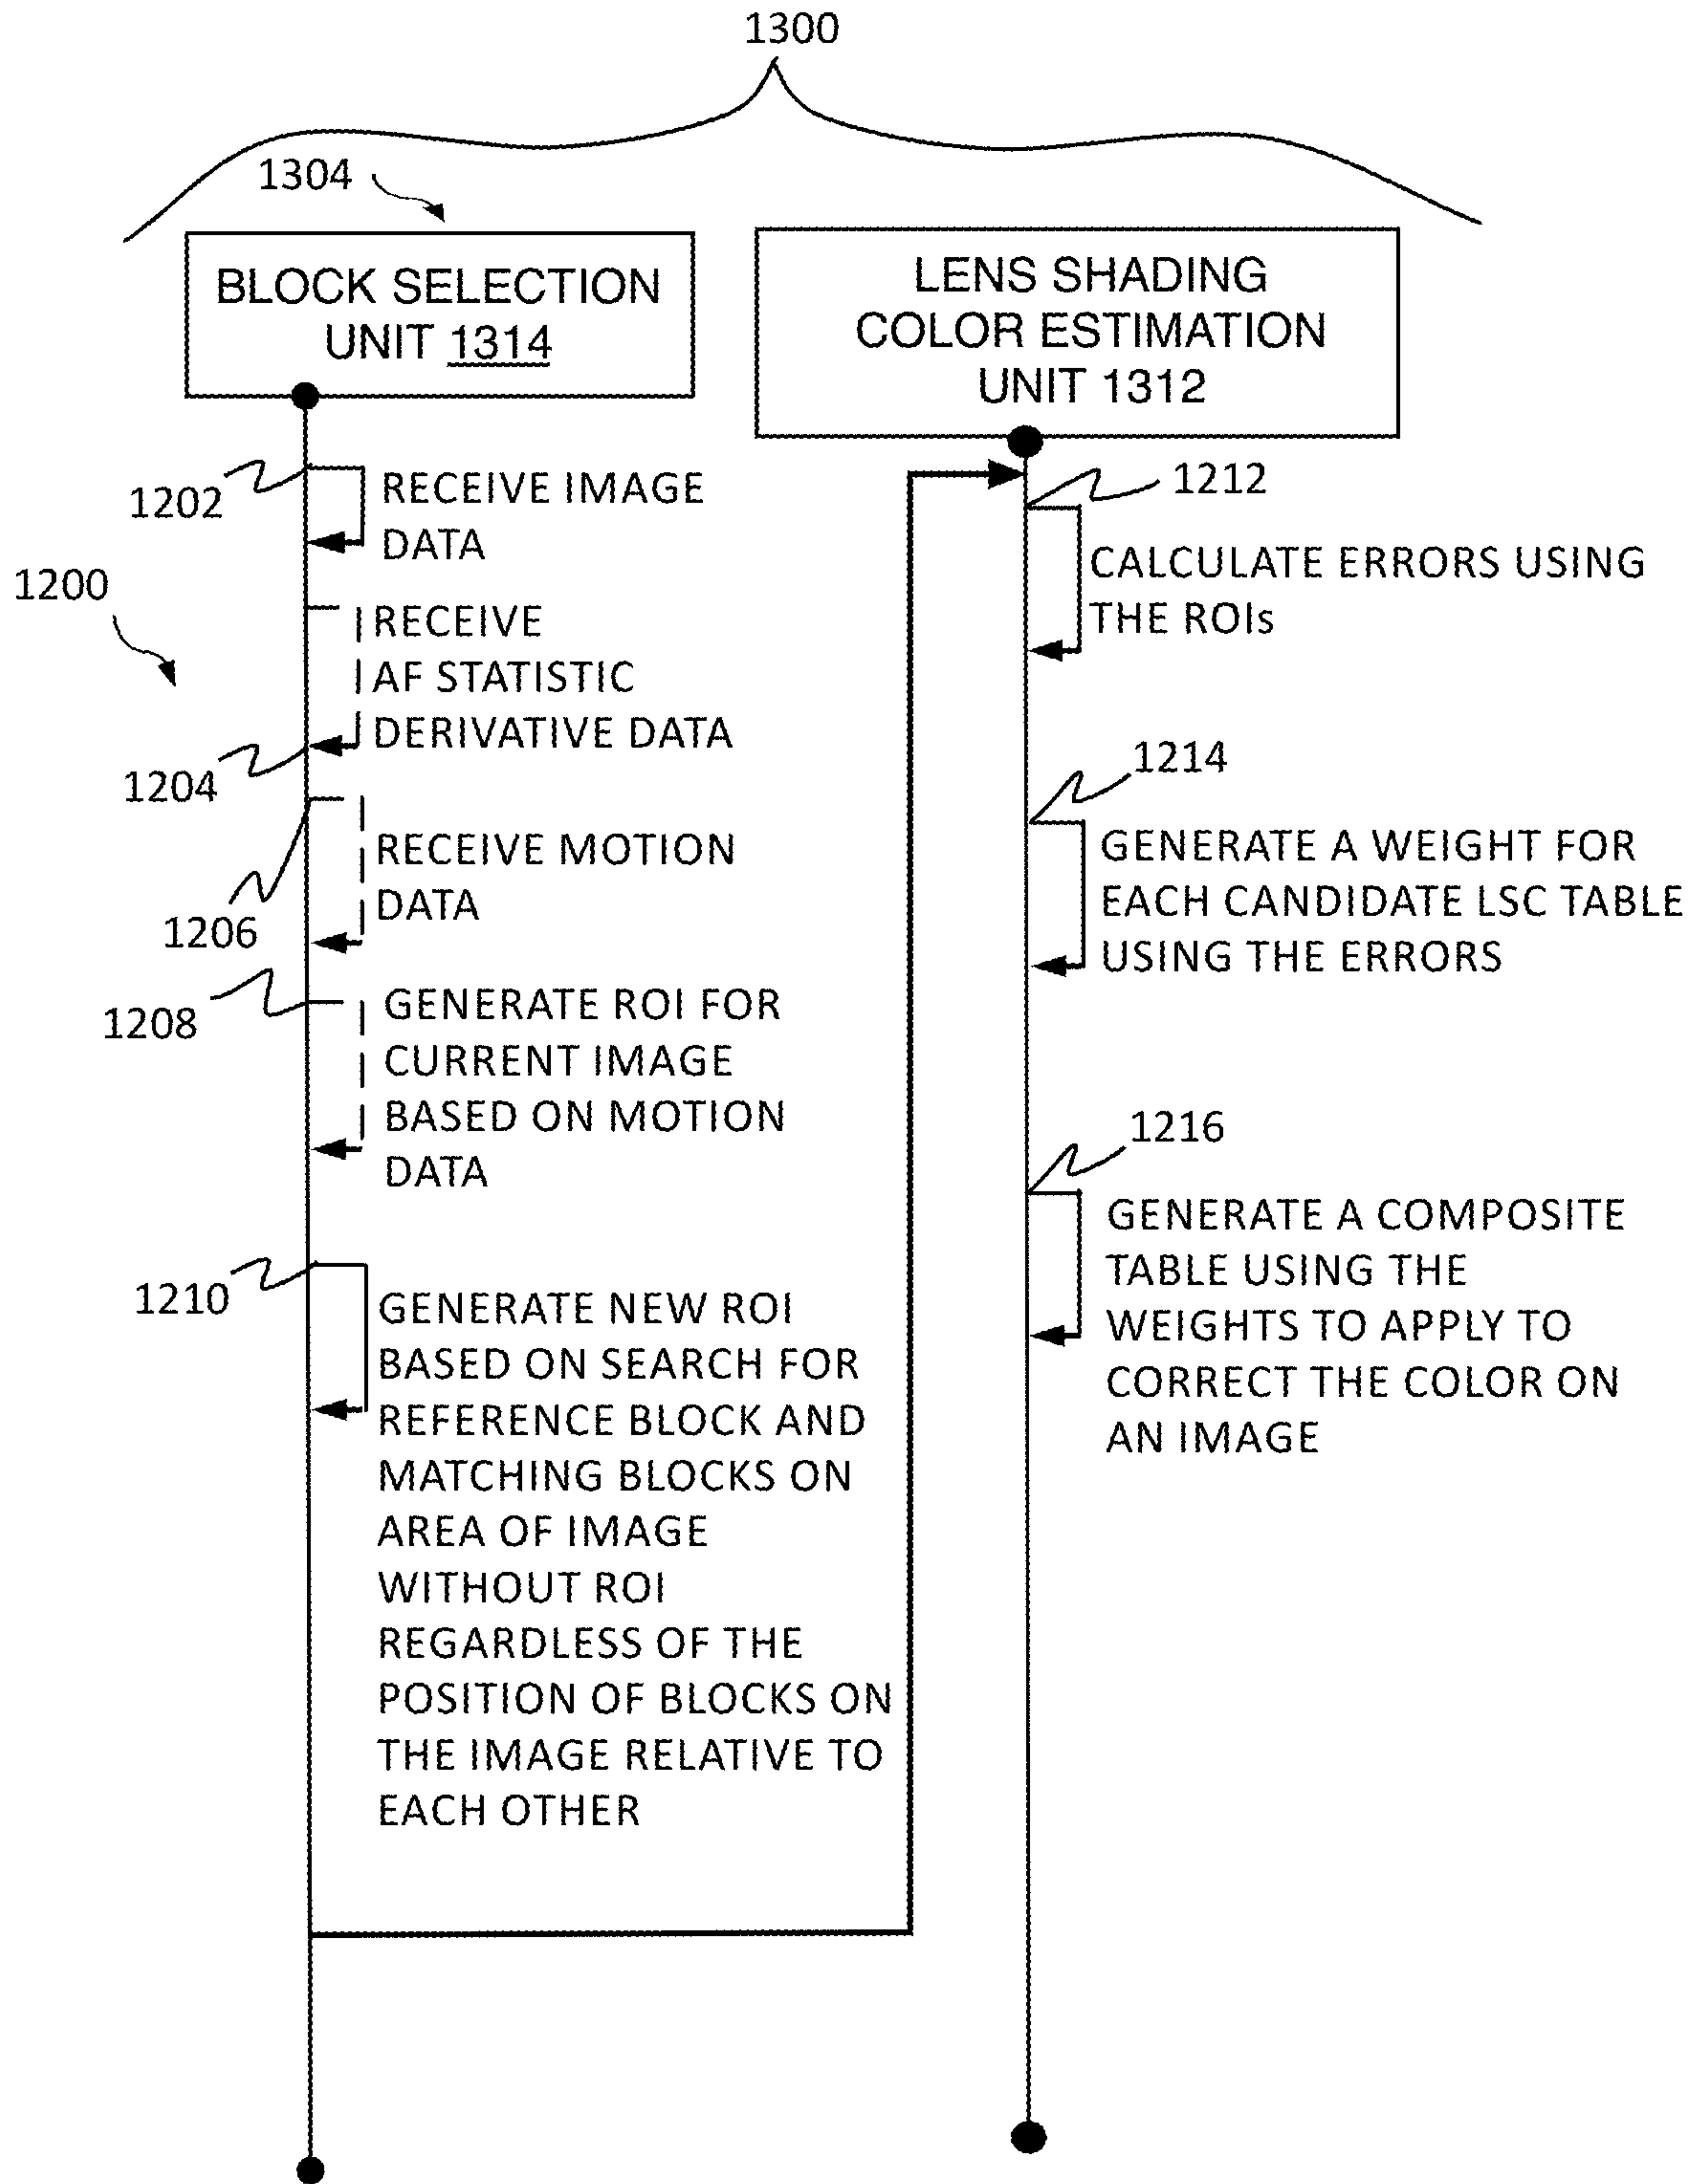 1300
1304
BLOCK SELECTION
UNIT 1314
LENS SHADING
COLOR ESTIMATION
UNIT 1312
1202
RECEIVE IMAGE
DATA
1200
RECEIVE
AF STATISTIC
DERIVATIVE DATA
1204
RECEIVE MOTION
DATA
1206
1208
GENERATE ROI FOR
CURRENT IMAGE
BASED ON MOTION
DATA
1210
GENERATE NEW ROI
BASED ON SEARCH FOR
REFERENCE BLOCK AND
MATCHING BLOCKS ON
AREA OF IMAGE
WITHOUT ROI
REGARDLESS OF THE
POSITION OF BLOCKS ON
THE IMAGE RELATIVE TO
EACH OTHER
1212
CALCULATE ERRORS USING
THE ROIs
1214
GENERATE A WEIGHT FOR
EACH CANDIDATE LSC TABLE
USING THE ERRORS
1216
GENERATE A COMPOSITE
TABLE USING THE
WEIGHTS TO APPLY TO
CORRECT THE COLOR ON
AN IMAGE